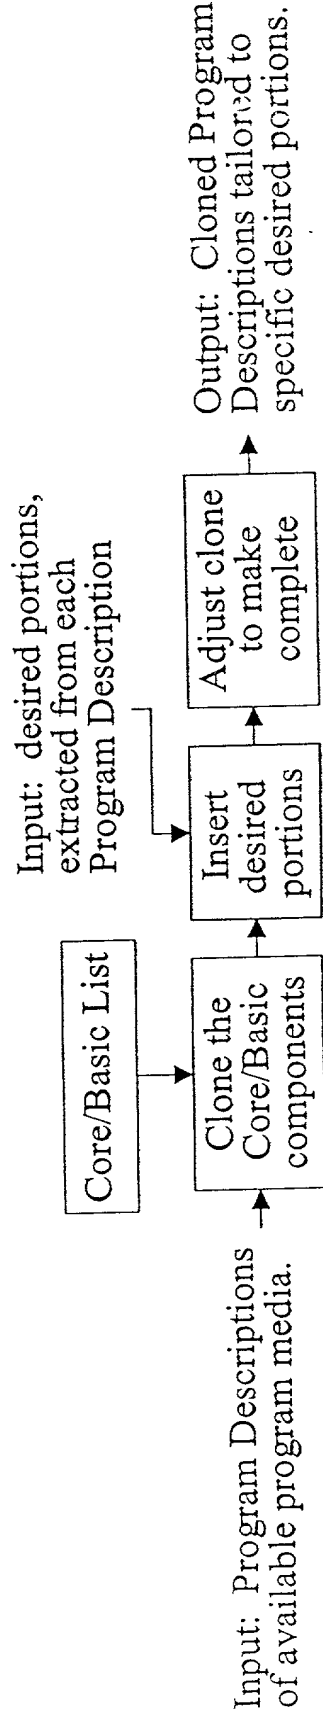 Input: Program Descriptions
of available program media.
Core/Basic List
Clone the
Core/Basic
components
Input: desired portions,
extracted from each
Program Description
Insert
desired
portions
Adjust clone
to make
complete
Output: Cloned Program
Descriptions tailored to
specific desired portions.